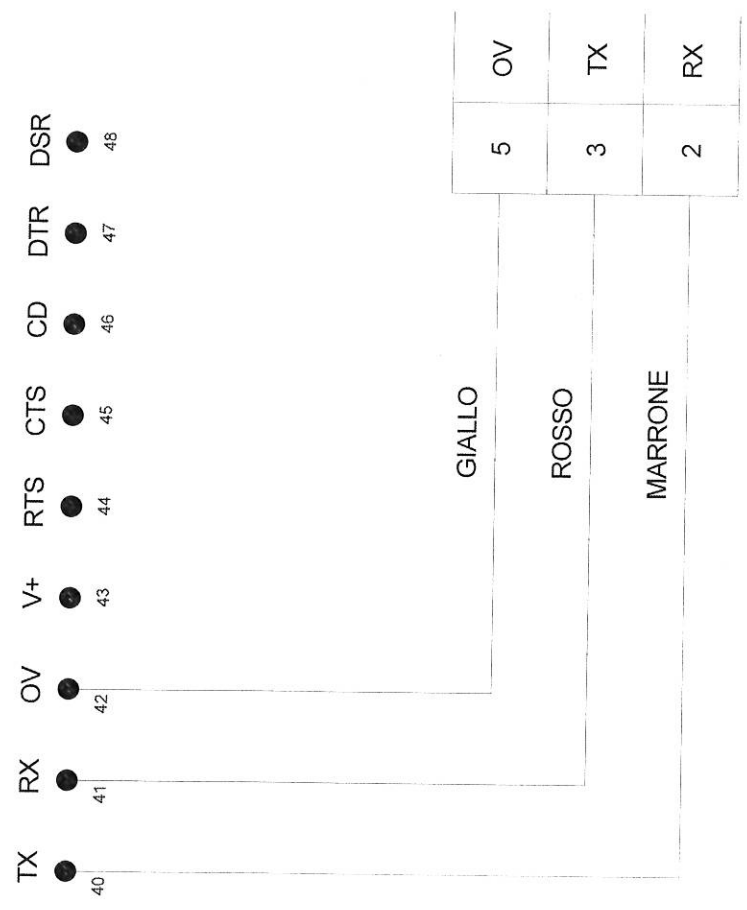 TX RX OV V+ RTS CTS CD DTR DSR
40 41 42 43 44 45 46 47 48
GIALLO 5 OV
ROSSO 3 TX
MARRONE 2 RX